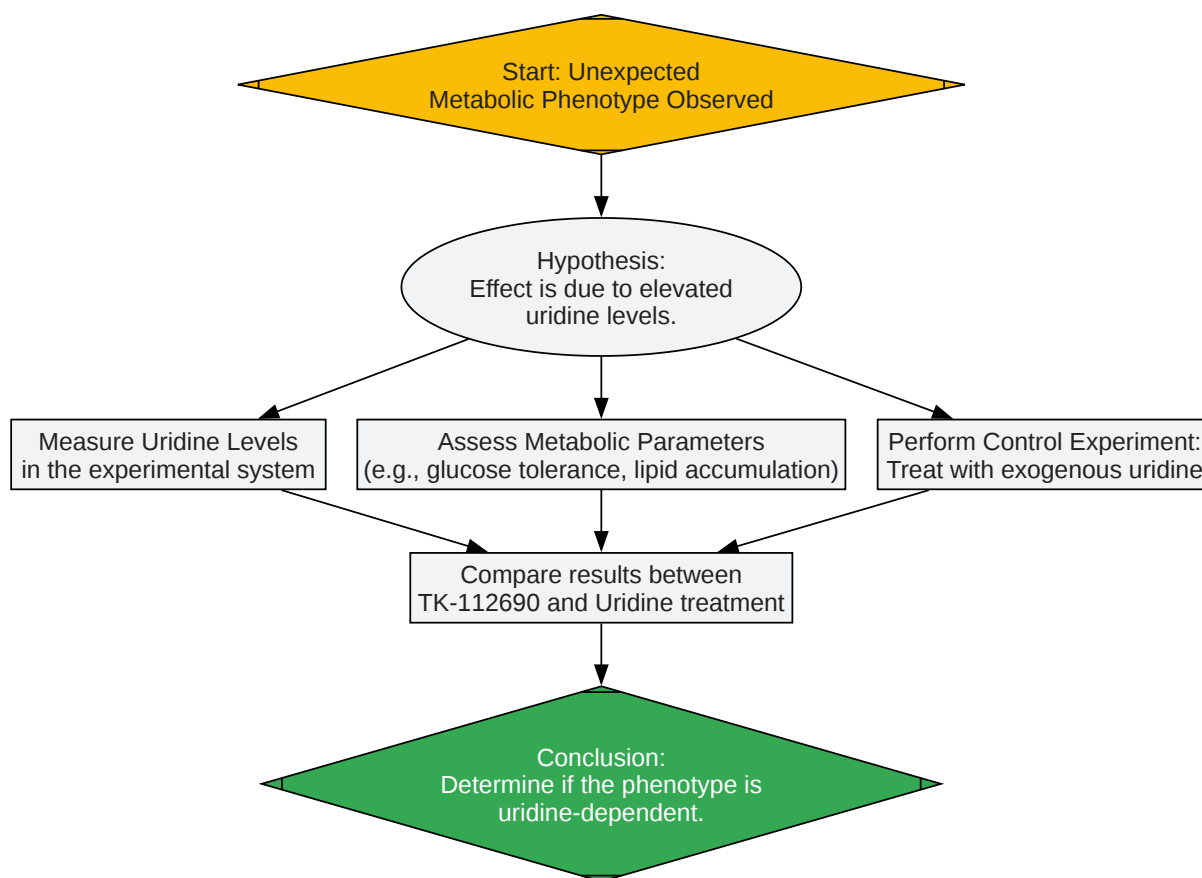 Start: Unexpected
Metabolic Phenotype Observed
Hypothesis:
Effect is due to elevated
uridine levels.
Measure Uridine Levels
in the experimental system
Assess Metabolic Parameters
(e.g., glucose tolerance, lipid accumulation)
Perform Control Experiment:
Treat with exogenous uridine
Compare results between
TK-112690 and Uridine treatment
Conclusion:
Determine if the phenotype is
uridine-dependent.